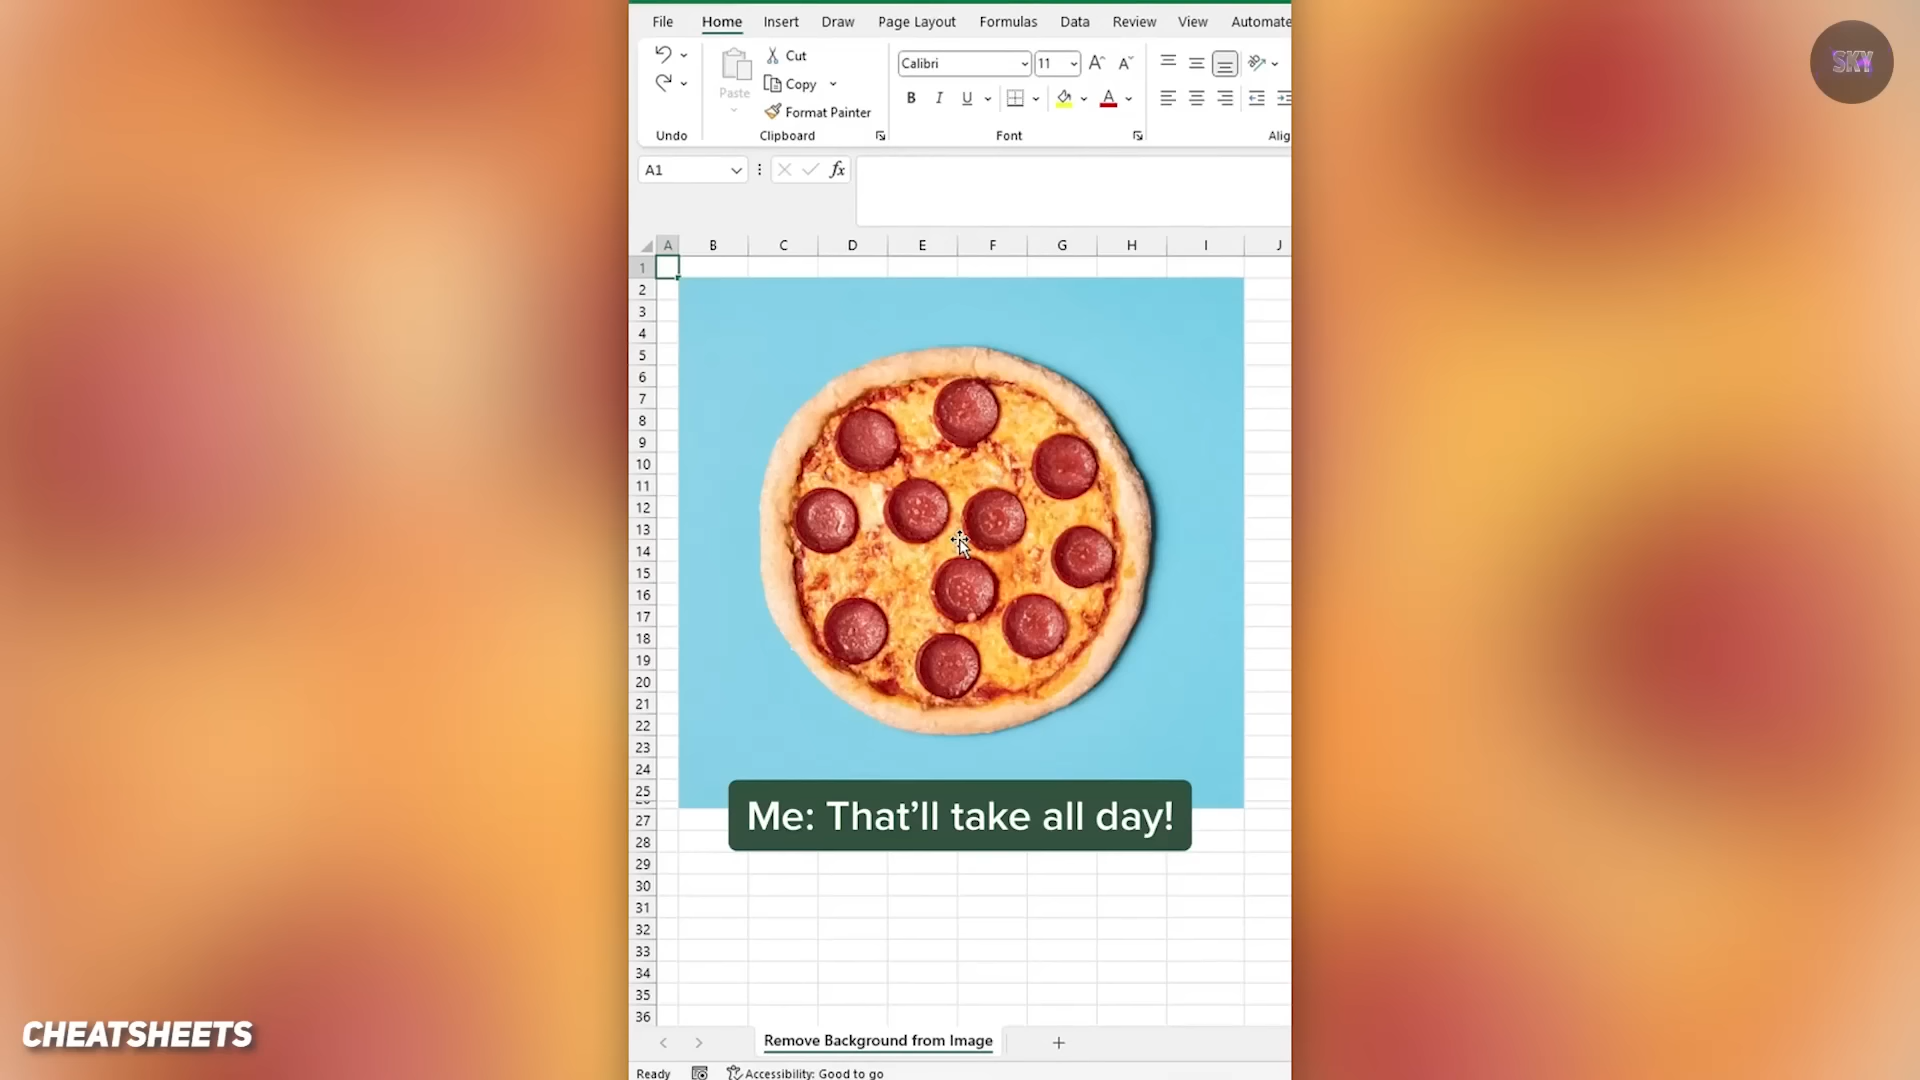 File Home Insert Draw Page Layout Formulas Data Review View Automate
SKY
Cut
Calibri 11
Paste Copy
B I U A
Format Painter
Undo Clipboard Font Alig
A1 fx
A B C D E F G H I J
1
2
3
4
5
6
7
8
9
10
11
12
13
14
15
16
17
18
19
20
21
22
23
24
25
Me: That’ll take all day!
27
28
29
30
31
32
33
34
35
36
CHEATSHEETS
Remove Background from Image
Ready Accessibility: Good to go